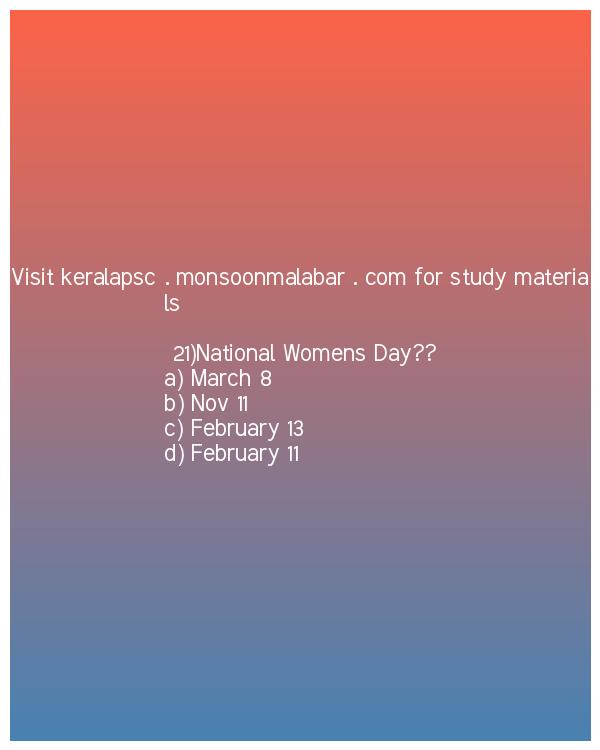 Visit keralapsc . monsoonmalabar . com for study materia
ls
21)National Womens Day??
a) March 8
b) Nov 11
c) February 13
d) February 11